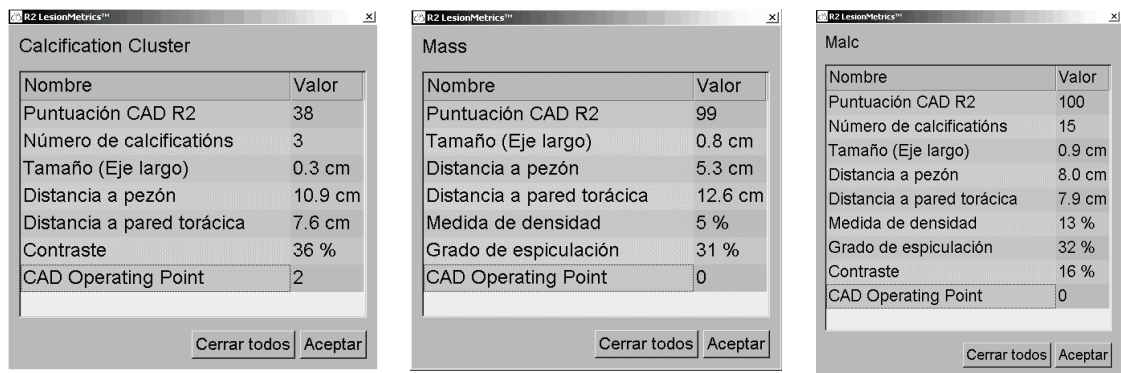 R2 LesionMetrics™
Calcification Cluster
Nombre Valor
Puntuación CAD R2 38
Número de calcificatións 3
Tamaño (Eje largo) 0.3 cm
Distancia a pezón 10.9 cm
Distancia a pared torácica 7.6 cm
Contraste 36 %
CAD Operating Point 2
Cerrar todos Aceptar
R2 LesionMetrics™
Mass
Nombre Valor
Puntuación CAD R2 99
Tamaño (Eje largo) 0.8 cm
Distancia a pezón 5.3 cm
Distancia a pared torácica 12.6 cm
Medida de densidad 5 %
Grado de espiculación 31 %
CAD Operating Point 0
Cerrar todos Aceptar
R2 LesionMetrics™
Malc
Nombre Valor
Puntuación CAD R2 100
Número de calcificatións 15
Tamaño (Eje largo) 0.9 cm
Distancia a pezón 8.0 cm
Distancia a pared torácica 7.9 cm
Medida de densidad 13 %
Grado de espiculación 32 %
Contraste 16 %
CAD Operating Point 0
Cerrar todos Aceptar